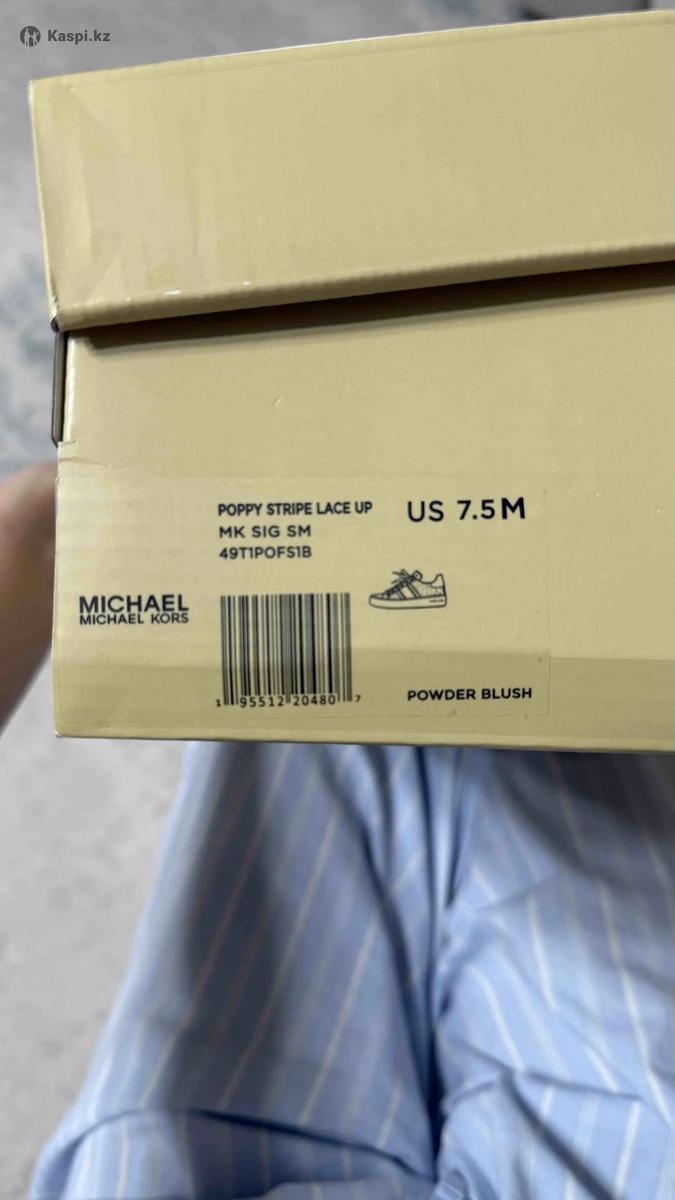 Kaspi.kz
POPPY STRIPE LACE UP
US 7.5M
MK SIG SM
49T1POFS1B
MICHAEL
MICHAEL KORS
1 95512 20480 7
POWDER BLUSH